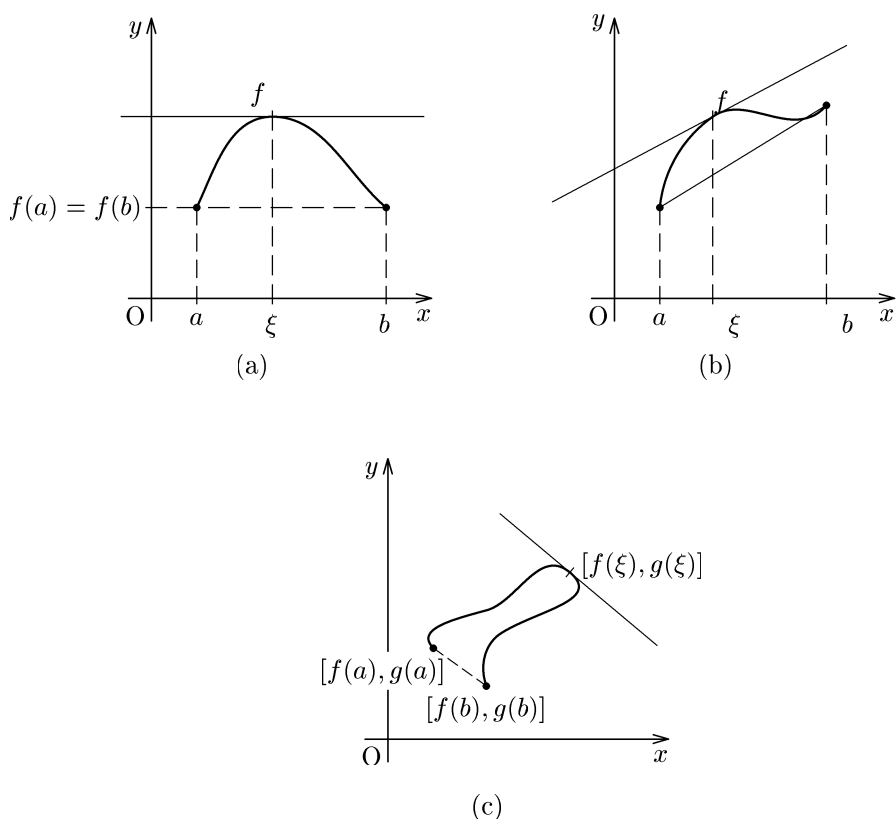 y
f
f(a) = f(b)
O
a
ξ
b
x
(a)
y
f
O
a
ξ
b
x
(b)
y
[f(ξ), g(ξ)]
[f(a), g(a)]
[f(b), g(b)]
O
x
(c)